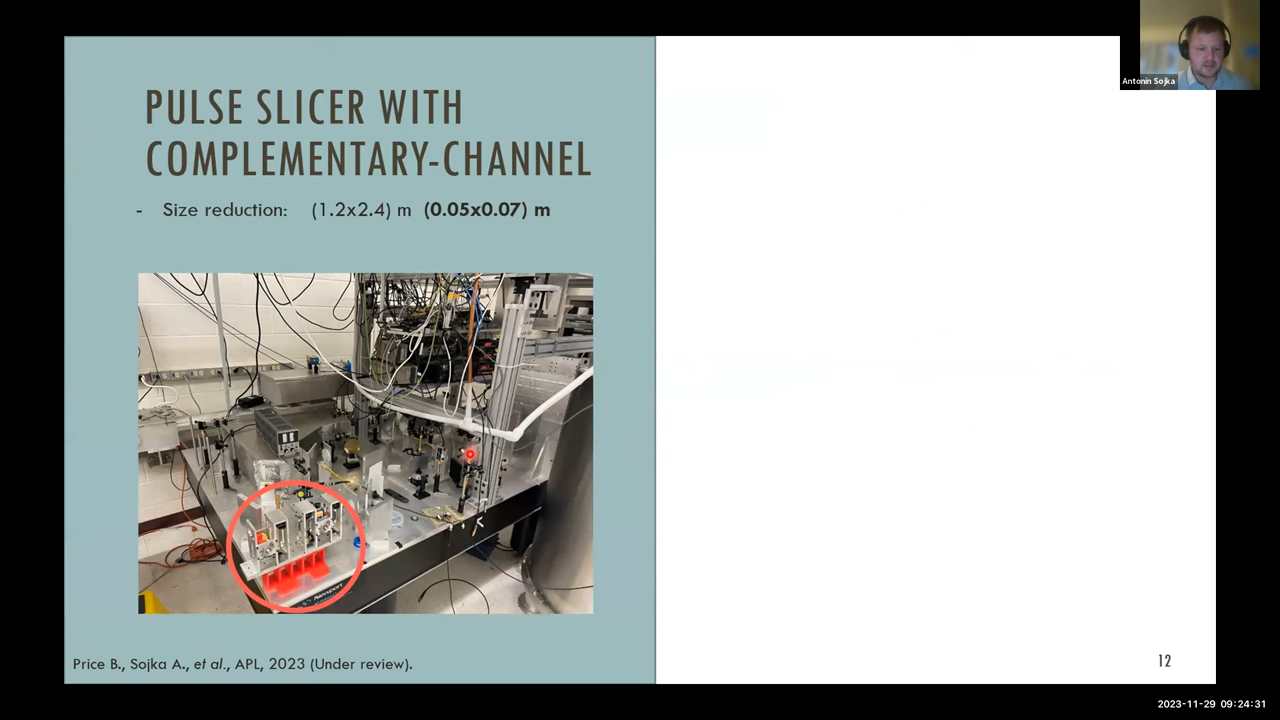 Antonín Sojka
PULSE SLICER WITH
COMPLEMENTARY-CHANNEL
- Size reduction: (1.2x2.4) m (0.05x0.07) m
Price B., Sojka A., et al., APL, 2023 (Under review).
12
2023-11-29 09:24:31